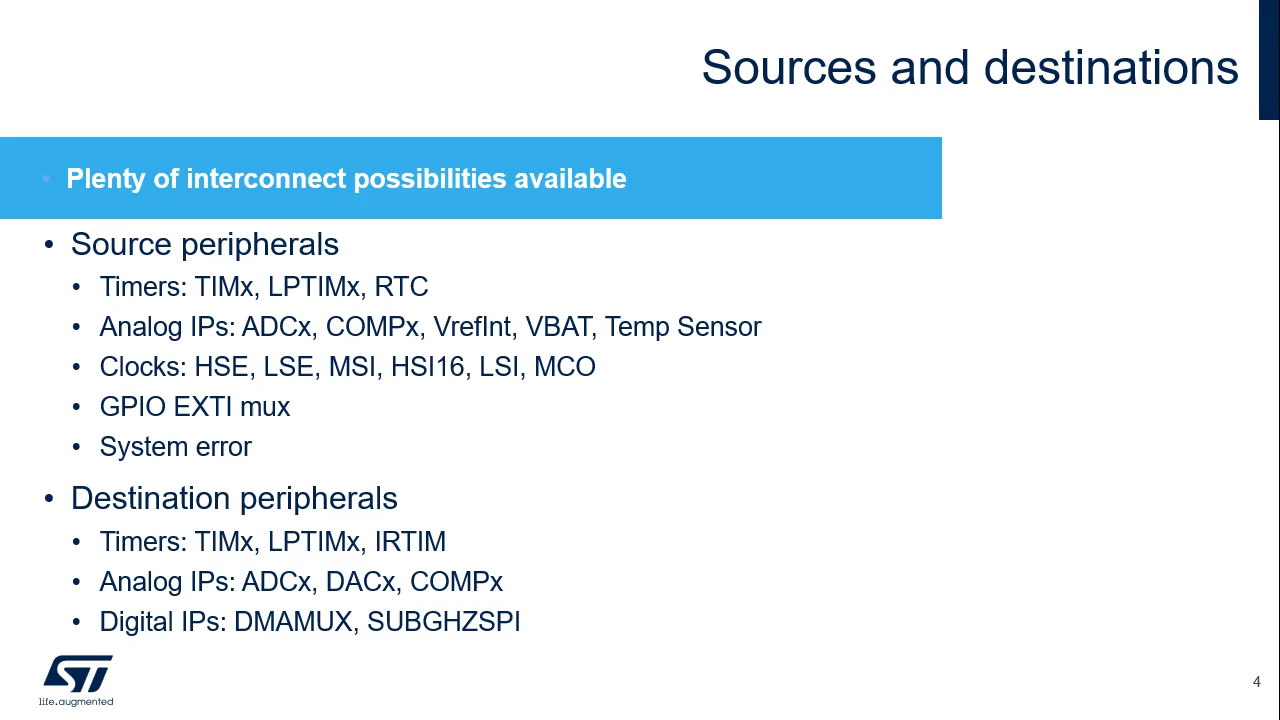 Sources and destinations
• Plenty of interconnect possibilities available
• Source peripherals
• Timers: TIMx, LPTIMx, RTC
• Analog IPs: ADCx, COMPx, VrefInt, VBAT, Temp Sensor
• Clocks: HSE, LSE, MSI, HSI16, LSI, MCO
• GPIO EXTI mux
• System error
• Destination peripherals
• Timers: TIMx, LPTIMx, IRTIM
• Analog IPs: ADCx, DACx, COMPx
• Digital IPs: DMAMUX, SUBGHZSPI
ST
life.augmented
4